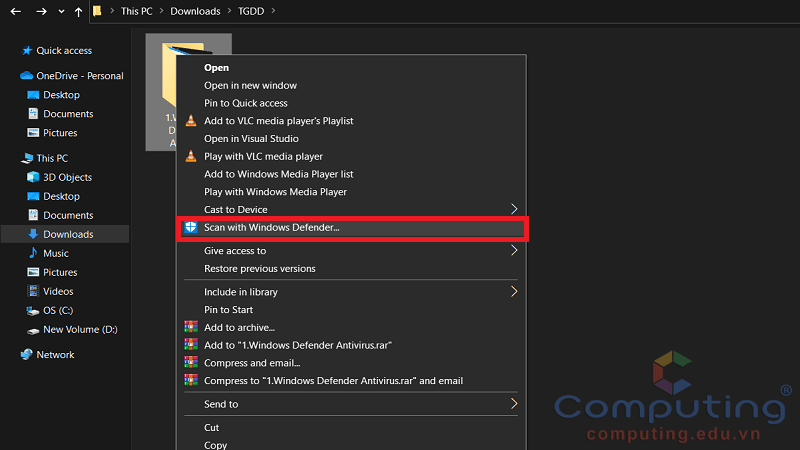 This PC > Downloads > TGDD >
Quick access
OneDrive - Personal
Desktop
Documents
Pictures
This PC
3D Objects
Desktop
Documents
Downloads
Music
Pictures
Videos
OS (C:)
New Volume (D:)
Network
1.W
D
A
Open
Open in new window
Pin to Quick access
Add to VLC media player's Playlist
Open in Visual Studio
Play with VLC media player
Add to Windows Media Player list
Play with Windows Media Player
Cast to Device
Scan with Windows Defender...
Give access to
Restore previous versions
Include in library
Pin to Start
Add to archive...
Add to "1.Windows Defender Antivirus.rar"
Compress and email...
Compress to "1.Windows Defender Antivirus.rar" and email
Send to
Cut
Copy
Computing®
computing.edu.vn